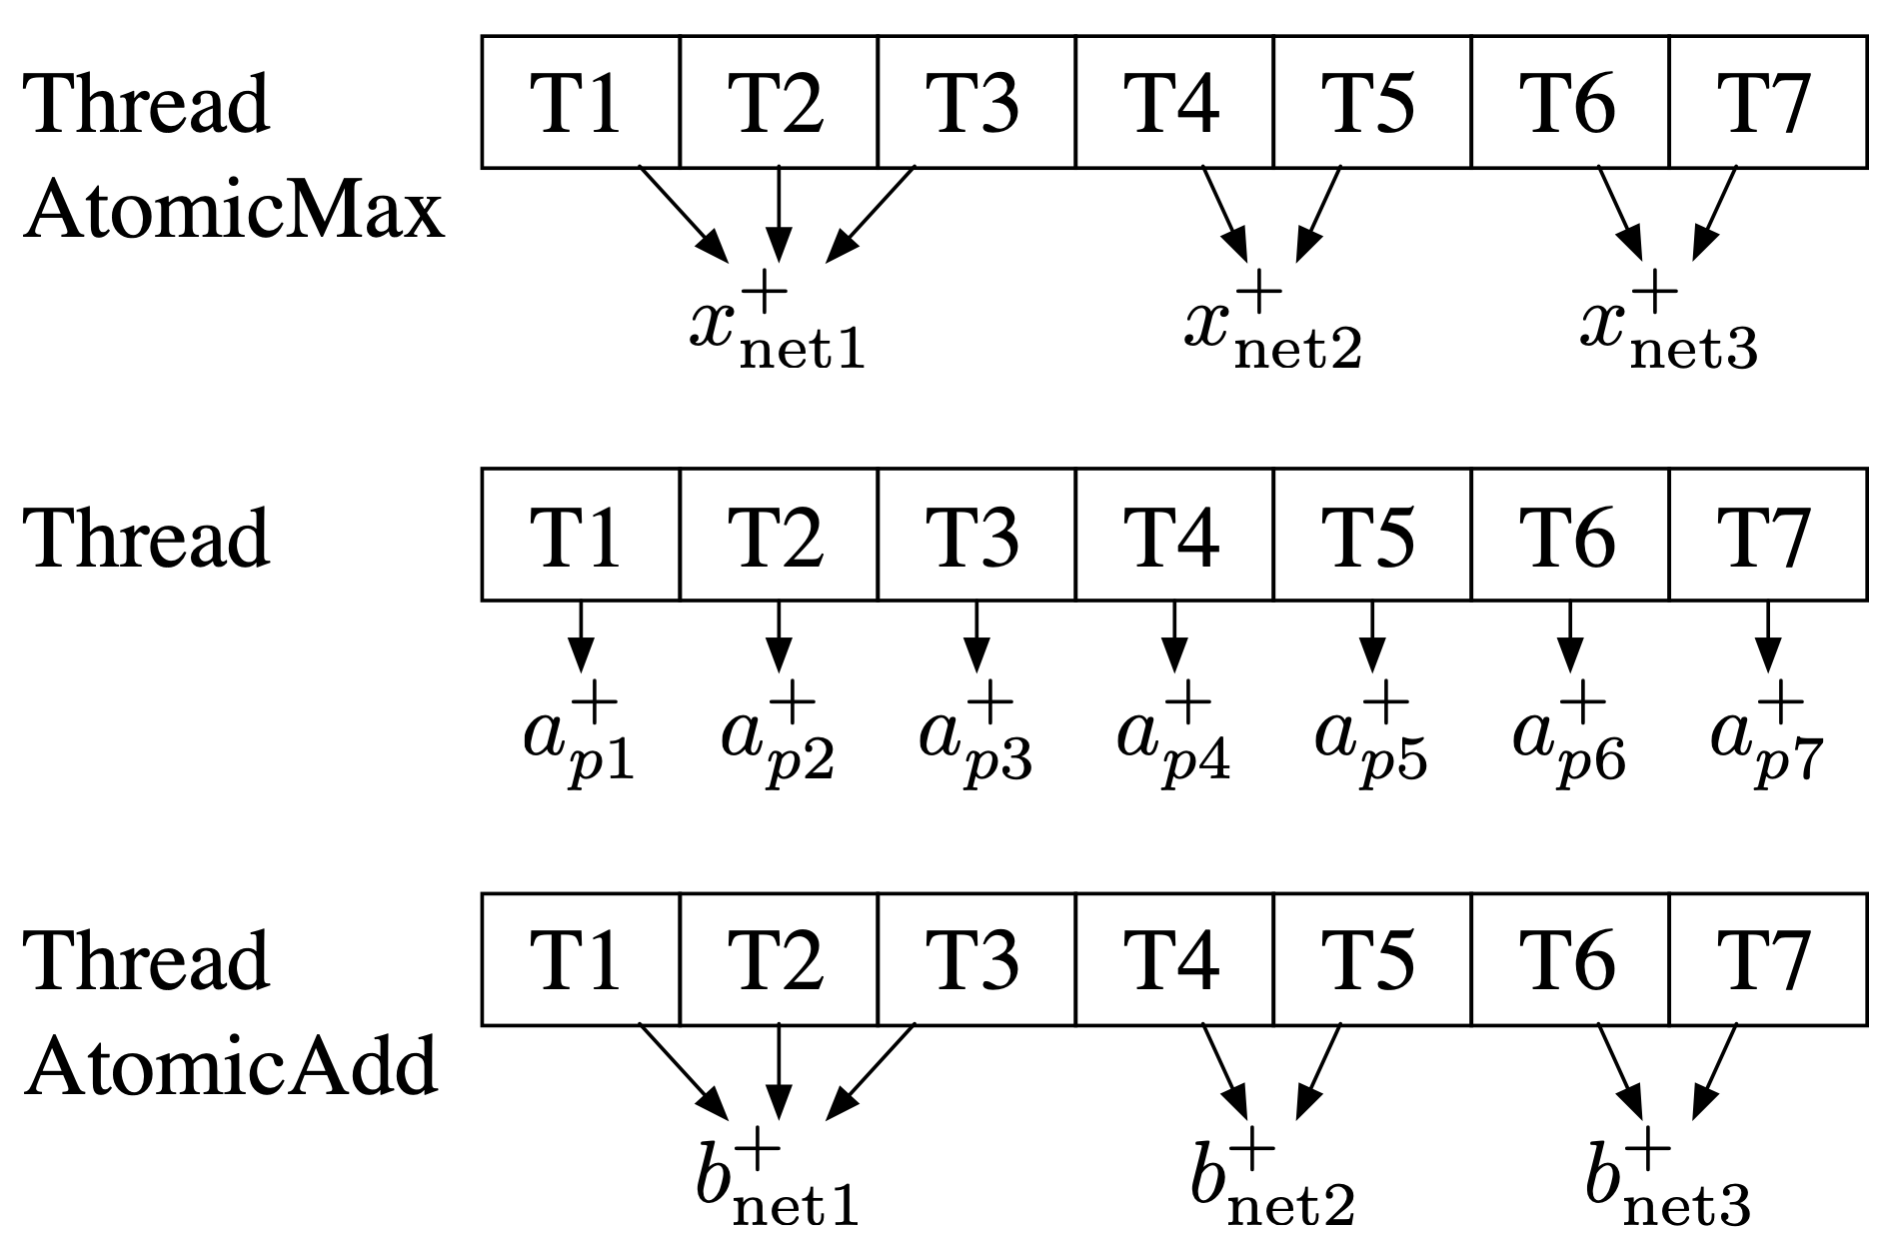 Thread T1 T2 T3 T4 T5 T6 T7
AtomicMax
x⁺net1 x⁺net2 x⁺net3
Thread T1 T2 T3 T4 T5 T6 T7
a⁺p1 a⁺p2 a⁺p3 a⁺p4 a⁺p5 a⁺p6 a⁺p7
Thread T1 T2 T3 T4 T5 T6 T7
AtomicAdd
b⁺net1 b⁺net2 b⁺net3